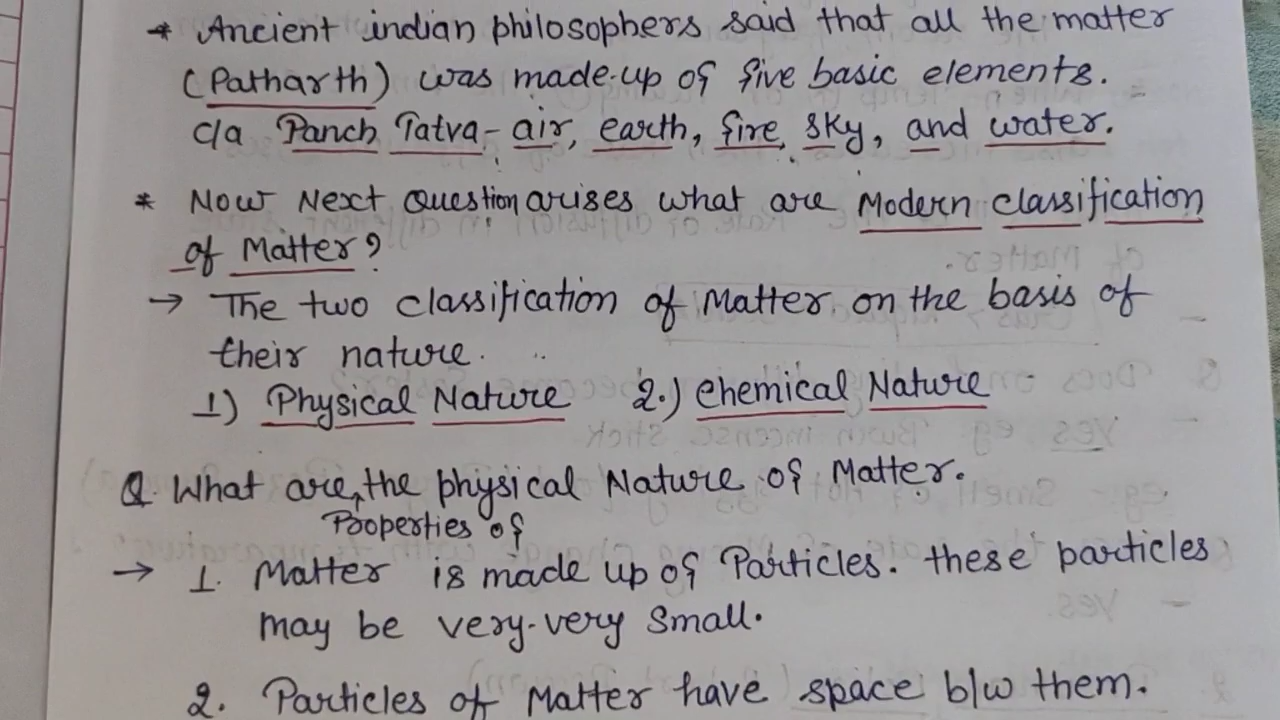 * Ancient indian philosophers said that all the matter
(Patharth) was made-up of five basic elements.
c/a Panch Tatva - air, earth, fire, sky, and water.
* Now Next Question arises what are Modern classification
of Matter?
→ The two classification of Matter on the basis of
their nature.
1) Physical Nature 2.) Chemical Nature
Q. What are, the physical Nature of Matter.
Properties of
→ 1. Matter is made up of Particles. these particles
may be very-very small.
2. Particles of Matter have space b/w them.